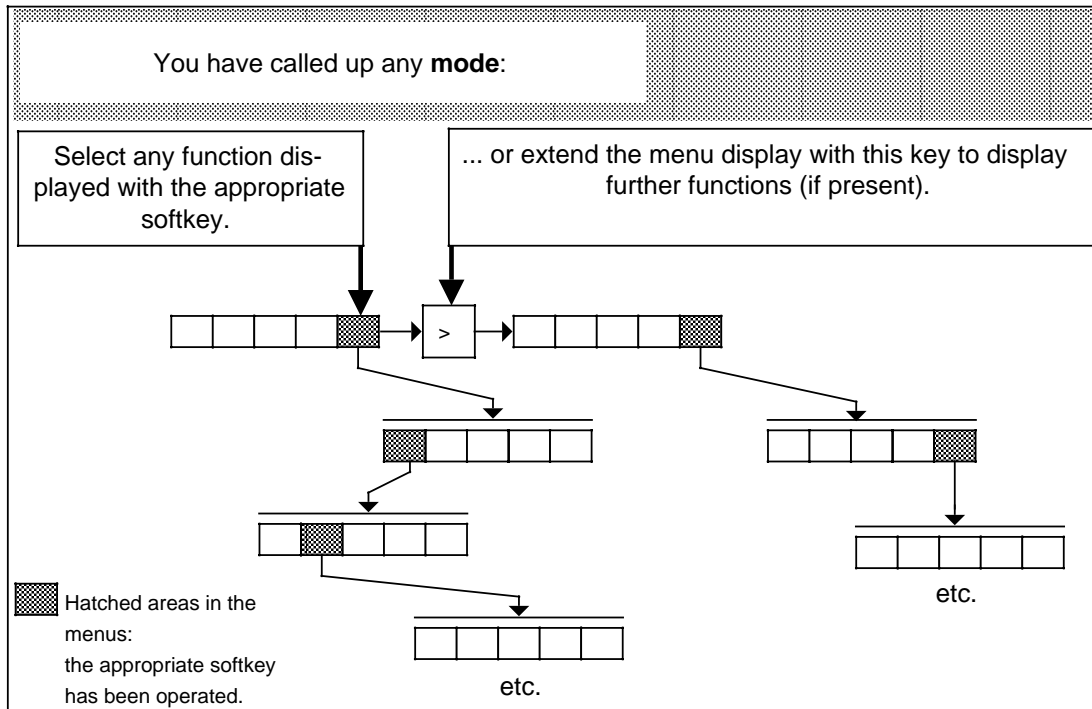 You have called up any mode:
Select any function dis-
played with the appropriate
softkey.
... or extend the menu display with this key to display
further functions (if present).
>
etc.
Hatched areas in the
menus:
the appropriate softkey
has been operated.
etc.